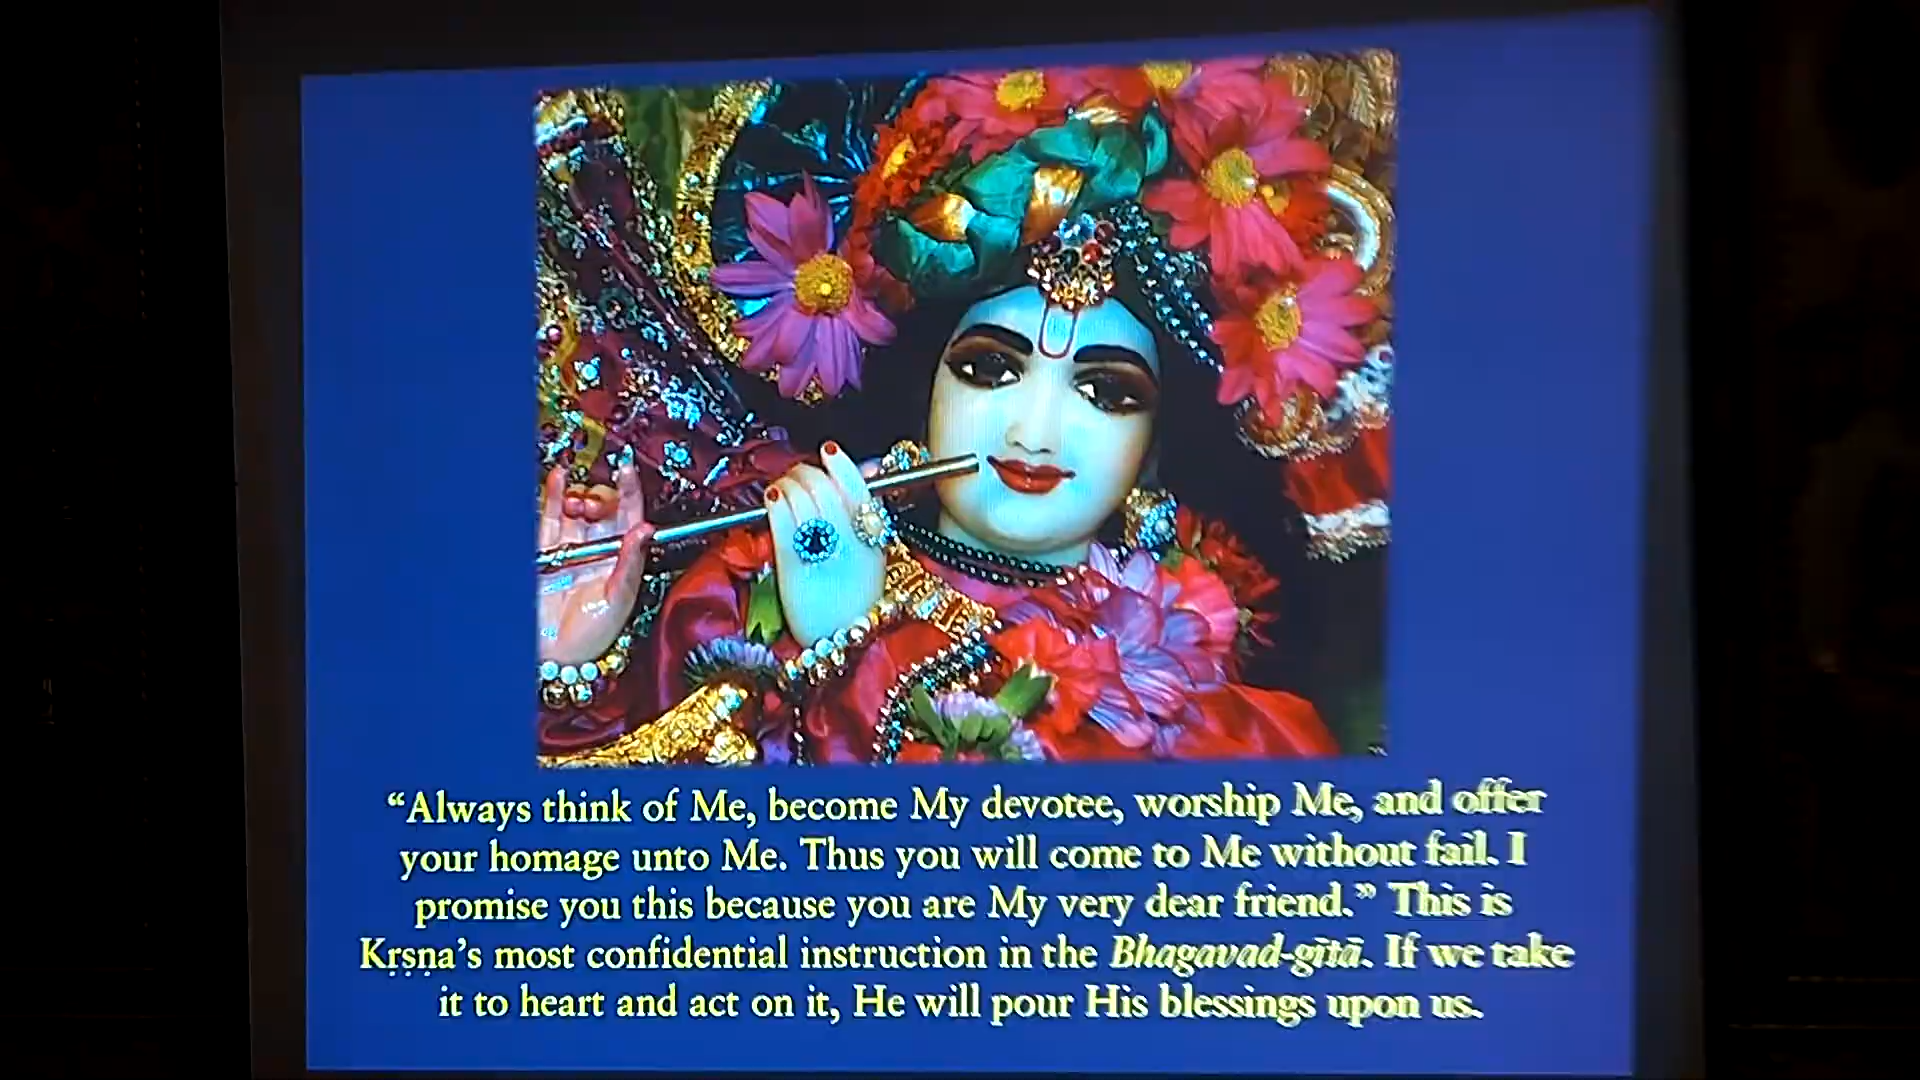 “Always think of Me, become My devotee, worship Me, and offer
your homage unto Me. Thus you will come to Me without fail. I
promise you this because you are My very dear friend.” This is
Kṛṣṇa’s most confidential instruction in the Bhagavad-gītā. If we take
it to heart and act on it, He will pour His blessings upon us.